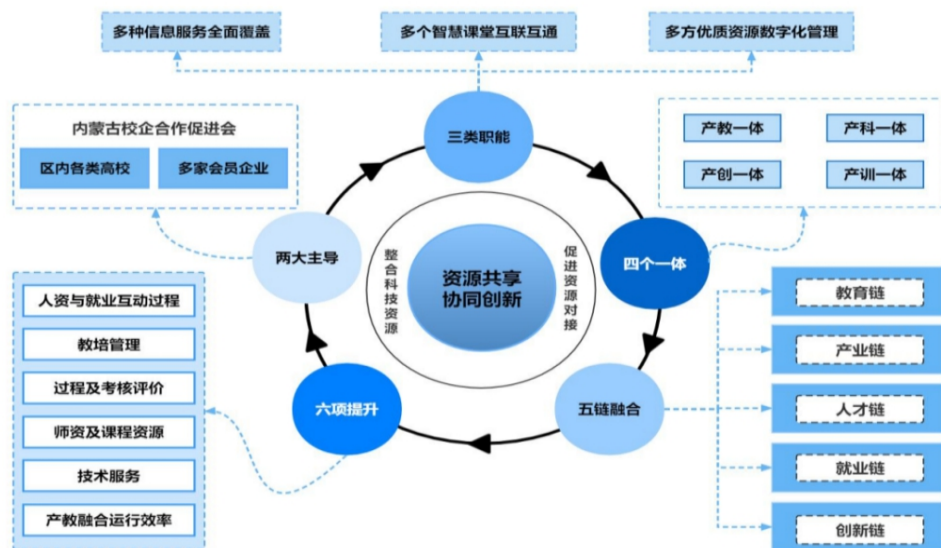 多种信息服务全面覆盖
多个智慧课堂互联互通
多方优质资源数字化管理
内蒙古校企合作促进会
区内各类高校
多家会员企业
三类职能
产教一体
产科一体
产创一体
产训一体
两大主导
整合科技资源
资源共享
协同创新
促进资源对接
四个一体
人资与就业互动过程
教培管理
过程及考核评价
师资及课程资源
技术服务
产教融合运行效率
六项提升
五链融合
教育链
产业链
人才链
就业链
创新链